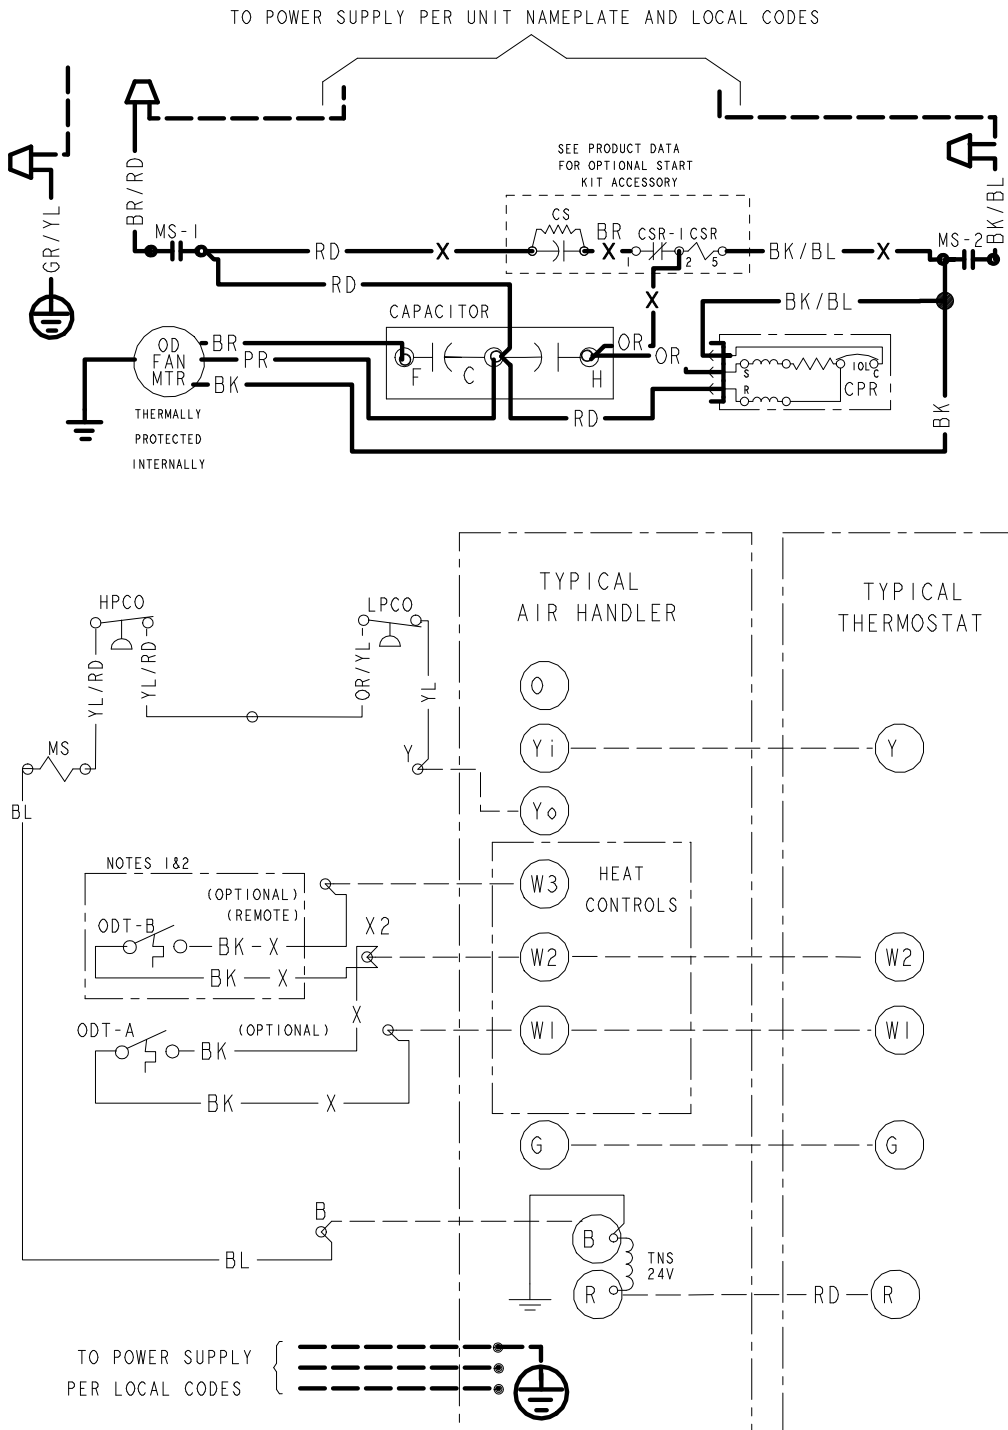 TO POWER SUPPLY PER UNIT NAMEPLATE AND LOCAL CODES
SEE PRODUCT DATA
FOR OPTIONAL START
KIT ACCESSORY
BR/RD
BK/BL
GR/YL
MS-1
RD
X
CS
BR
X
CSR-1 CSR
1
2
5
BK/BL
X
MS-2
RD
X
BK/BL
CAPACITOR
OD
FAN
MTR
BR
PR
BK
F
C
H
OR
OR
S
R
IOL
C
CPR
RD
BK
THERMALLY
PROTECTED
INTERNALLY
TYPICAL
AIR HANDLER
TYPICAL
THERMOSTAT
HPCO
LPCO
YL/RD
YL/RD
OR/YL
YL
O
MS
Y
Yi
Y
BL
Yo
NOTES 1&2
(OPTIONAL)
(REMOTE)
ODT-B
BK-X
BK
X
X2
X
W3
HEAT
CONTROLS
W2
W2
ODT-A
(OPTIONAL)
BK
BK
X
W1
W1
G
G
B
BL
B
TNS
24V
R
RD
R
TO POWER SUPPLY
PER LOCAL CODES